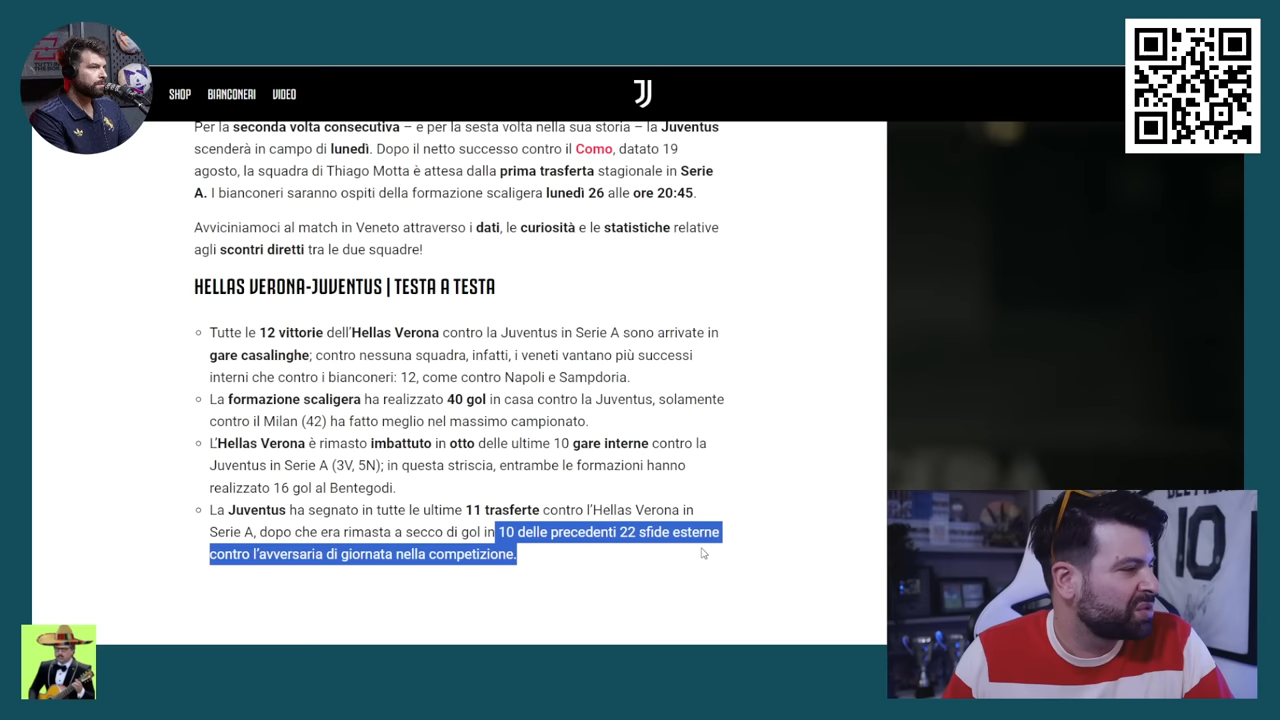 SHOP BIANCONERI VIDEO
Per la seconda volta consecutiva – e per la sesta volta nella sua storia – la Juventus
scenderà in campo di lunedì. Dopo il netto successo contro il Como, datato 19
agosto, la squadra di Thiago Motta è attesa dalla prima trasferta stagionale in Serie
A. I bianconeri saranno ospiti della formazione scaligera lunedì 26 alle ore 20:45.
Avviciniamoci al match in Veneto attraverso i dati, le curiosità e le statistiche relative
agli scontri diretti tra le due squadre!
HELLAS VERONA-JUVENTUS | TESTA A TESTA
Tutte le 12 vittorie dell'Hellas Verona contro la Juventus in Serie A sono arrivate in
gare casalinghe; contro nessuna squadra, infatti, i veneti vantano più successi
interni che contro i bianconeri: 12, come contro Napoli e Sampdoria.
La formazione scaligera ha realizzato 40 gol in casa contro la Juventus, solamente
contro il Milan (42) ha fatto meglio nel massimo campionato.
L'Hellas Verona è rimasto imbattuto in otto delle ultime 10 gare interne contro la
Juventus in Serie A (3V, 5N); in questa striscia, entrambe le formazioni hanno
realizzato 16 gol al Bentegodi.
La Juventus ha segnato in tutte le ultime 11 trasferte contro l'Hellas Verona in
Serie A, dopo che era rimasta a secco di gol in 10 delle precedenti 22 sfide esterne
contro l'avversaria di giornata nella competizione.
10